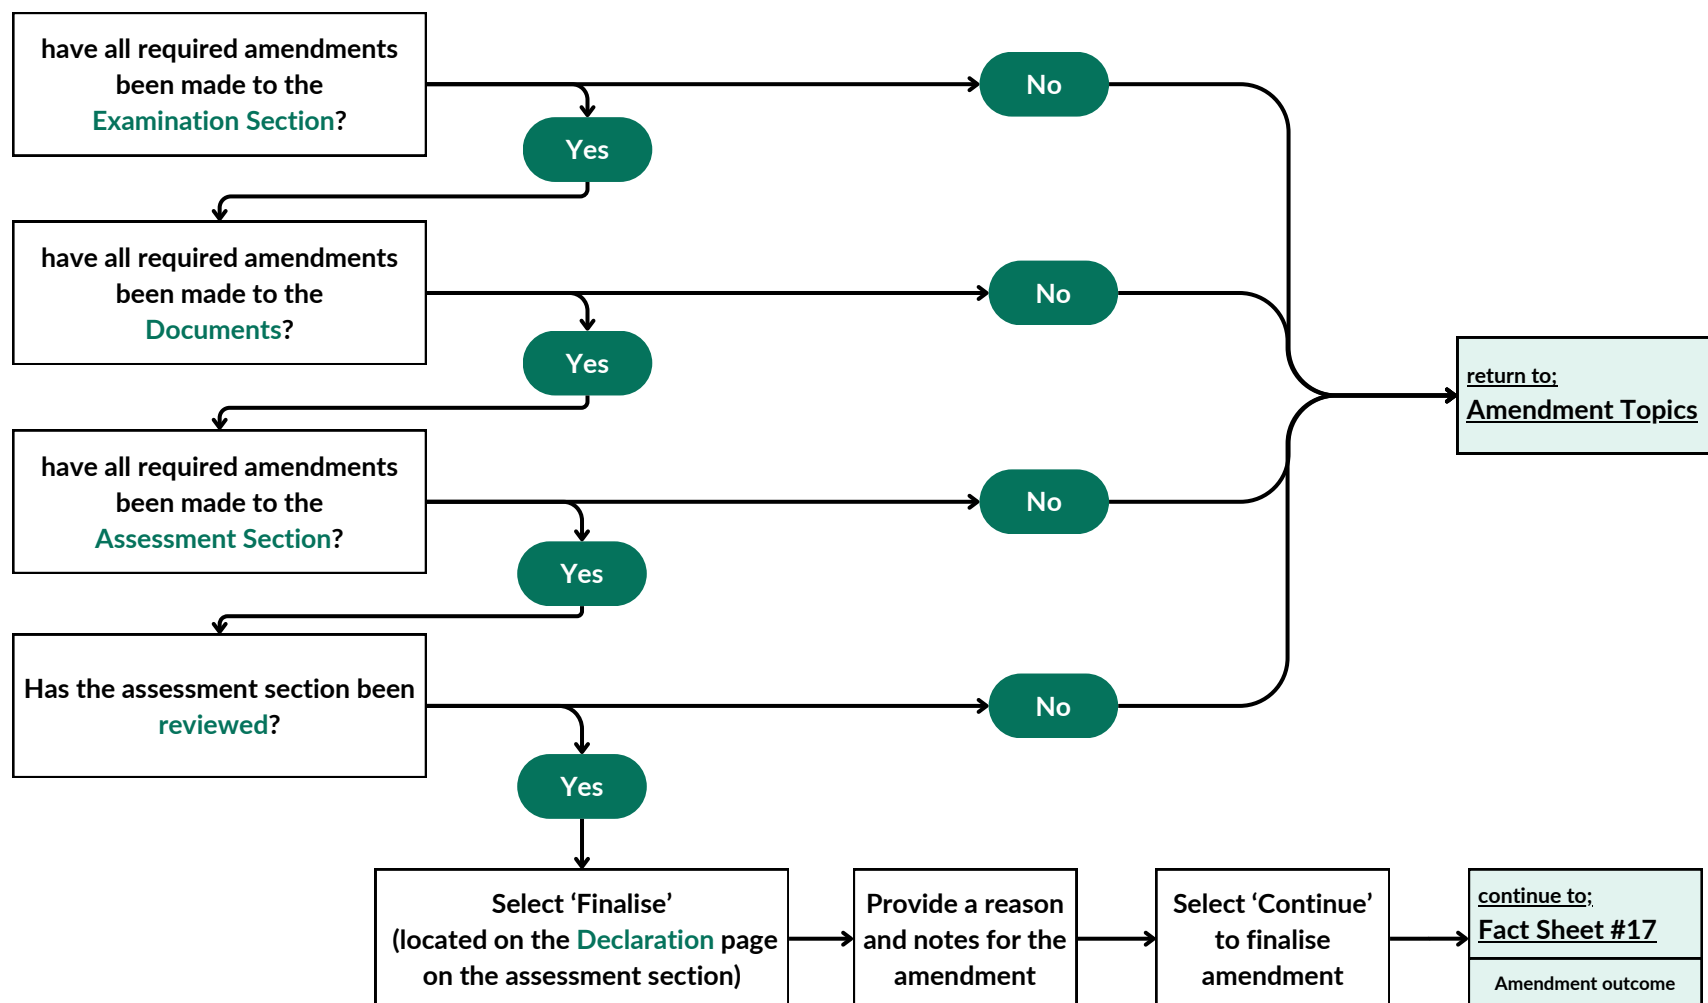 have all required amendments
been made to the
Examination Section?
No
Yes
have all required amendments
been made to the
Documents?
No
Yes
return to;
Amendment Topics
have all required amendments
been made to the
Assessment Section?
No
Yes
Has the assessment section been
reviewed?
No
Yes
Select ‘Finalise’
(located on the Declaration page
on the assessment section)
Provide a reason
and notes for the
amendment
Select ‘Continue’
to finalise
amendment
continue to;
Fact Sheet #17
Amendment outcome